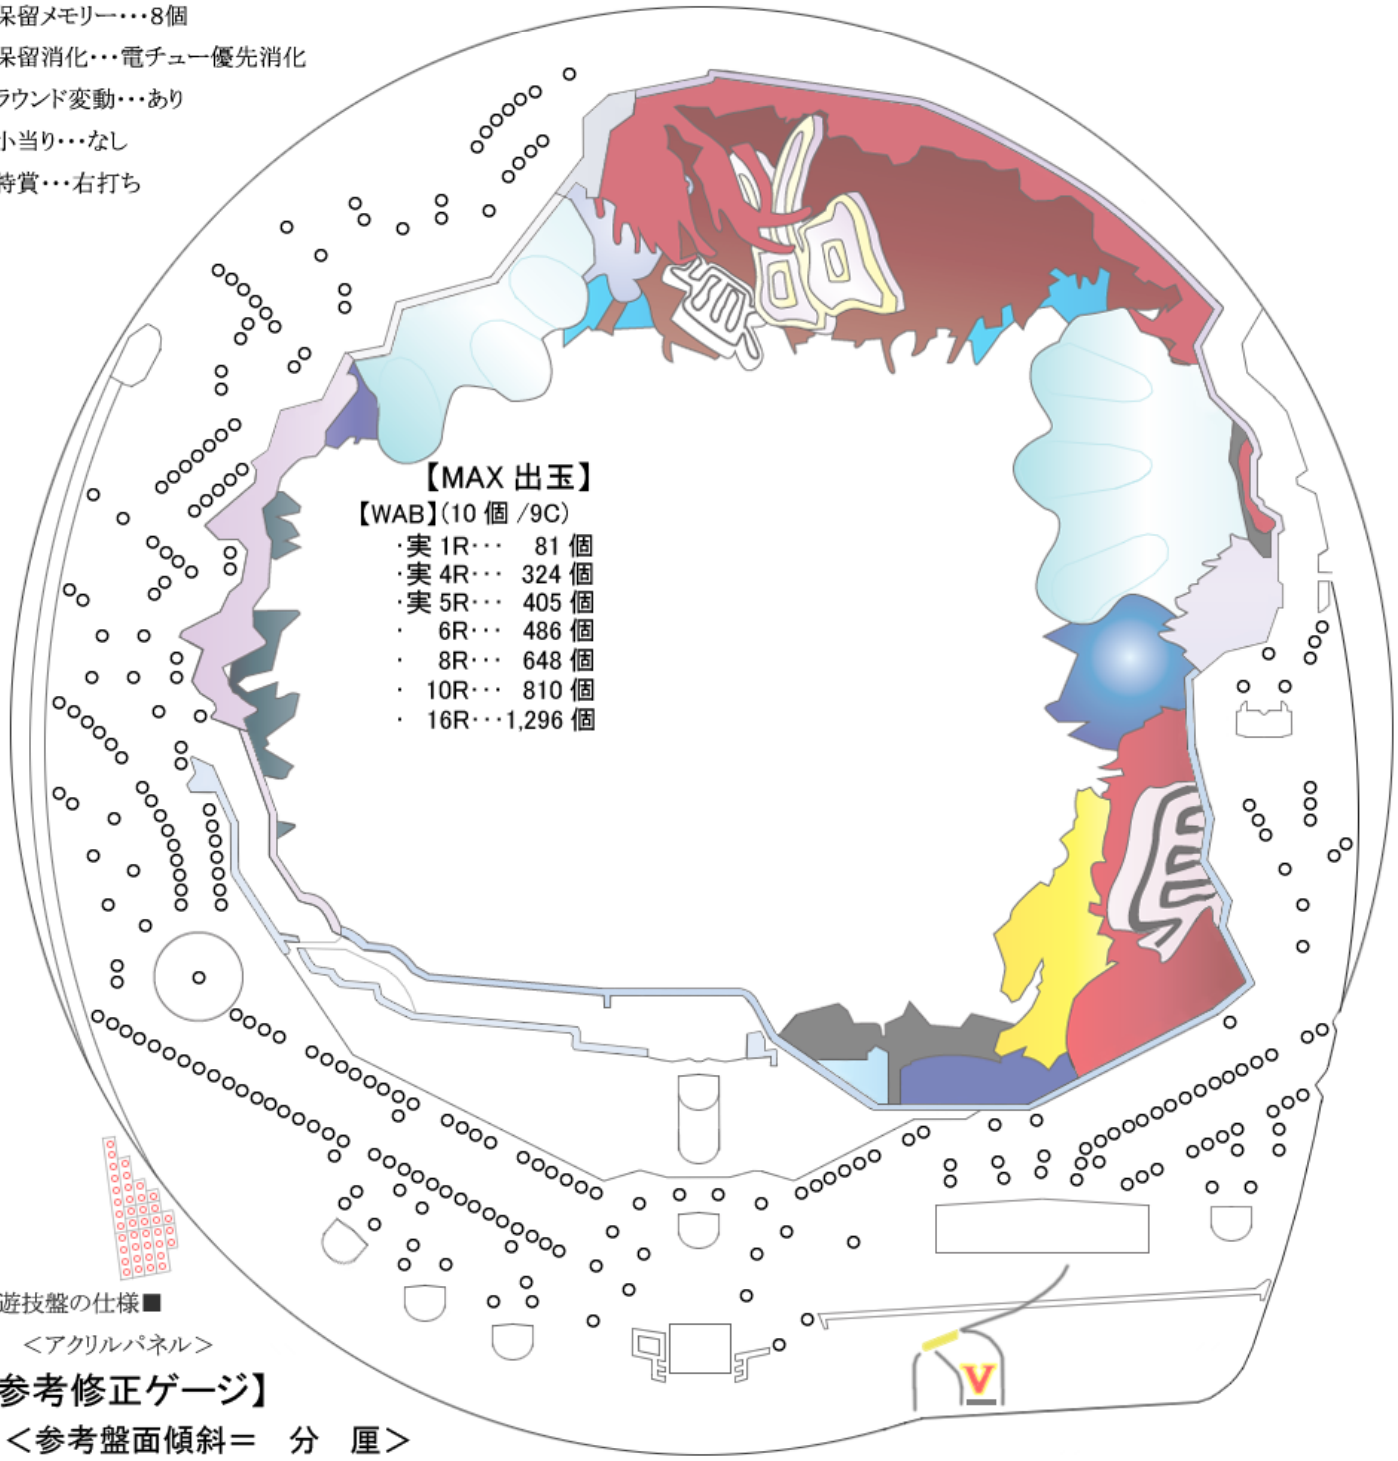 保留メモリー･･･8個
保留消化･･･電チュー優先消化
ラウンド変動･･･あり
小当り･･･なし
特賞･･･右打ち
【MAX 出玉】
【WAB】(10 個 /9C)
･実 1R･･･ 81 個
･実 4R･･･ 324 個
･実 5R･･･ 405 個
･ 6R･･･ 486 個
･ 8R･･･ 648 個
･ 10R･･･ 810 個
･ 16R･･･1,296 個
V
遊技盤の仕様■
＜アクリルパネル＞
参考修正ゲージ】
＜参考盤面傾斜＝ 分 厘＞